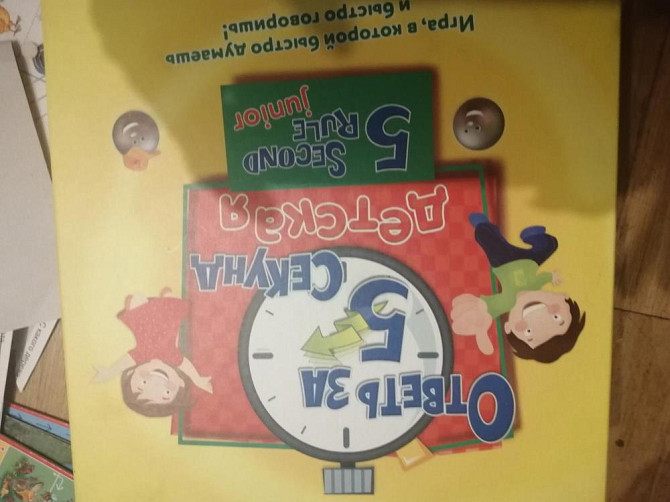 Ответь за
5
секунд
детская
5
Second
Rule
junior
Игра, в которой быстро думаешь
и быстро говоришь!